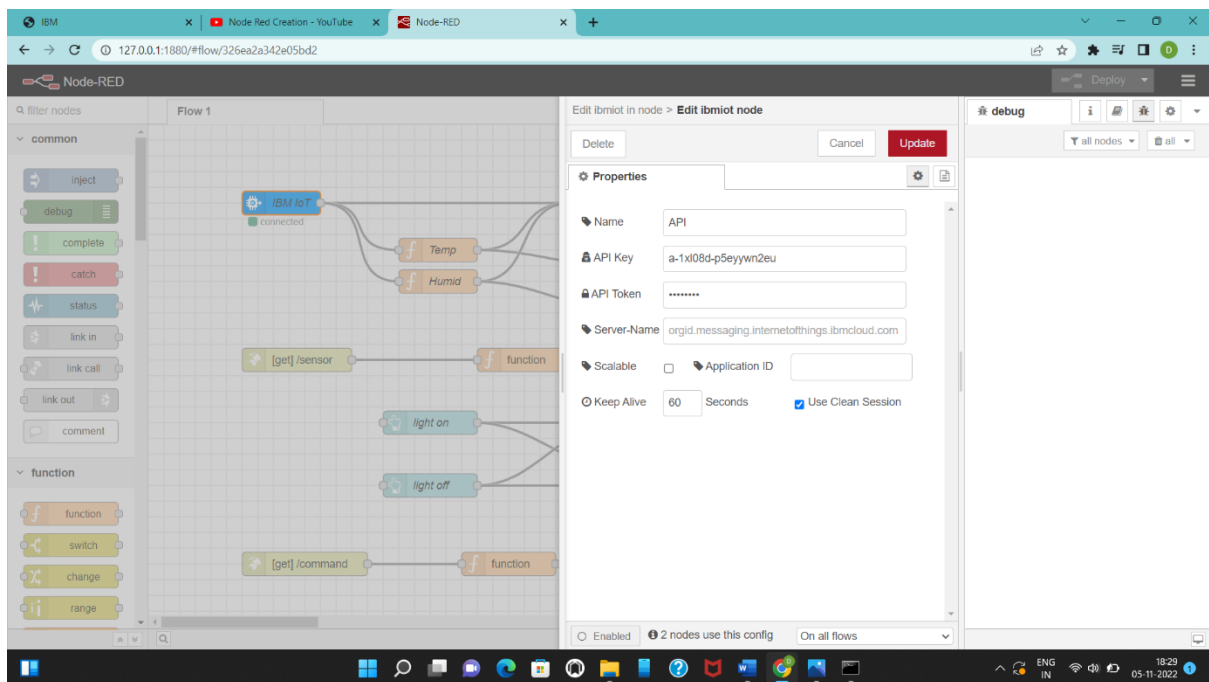 IBM
Node Red Creation - YouTube
Node-RED
127.0.0.1:1880/#flow/326ea2a342e05bd2
D
Node-RED
Deploy
filter nodes
Flow 1
Edit ibmiot in node > Edit ibmiot node
debug
i
common
Delete
Cancel
Update
all nodes
all
Properties
inject
debug
complete
catch
status
link in
link call
link out
comment
function
function
switch
change
range
IBM IoT
connected
f Temp
f Humid
[get] /sensor
f function
light on
light off
[get] /command
f function
Name
API
API Key
a-1xl08d-p5eyywn2eu
API Token
••••••••
Server-Name
orgid.messaging.internetofthings.ibmcloud.com
Scalable
Application ID
Keep Alive
60
Seconds
Use Clean Session
Enabled
2 nodes use this config
On all flows
ENG
IN
18:29
05-11-2022
1